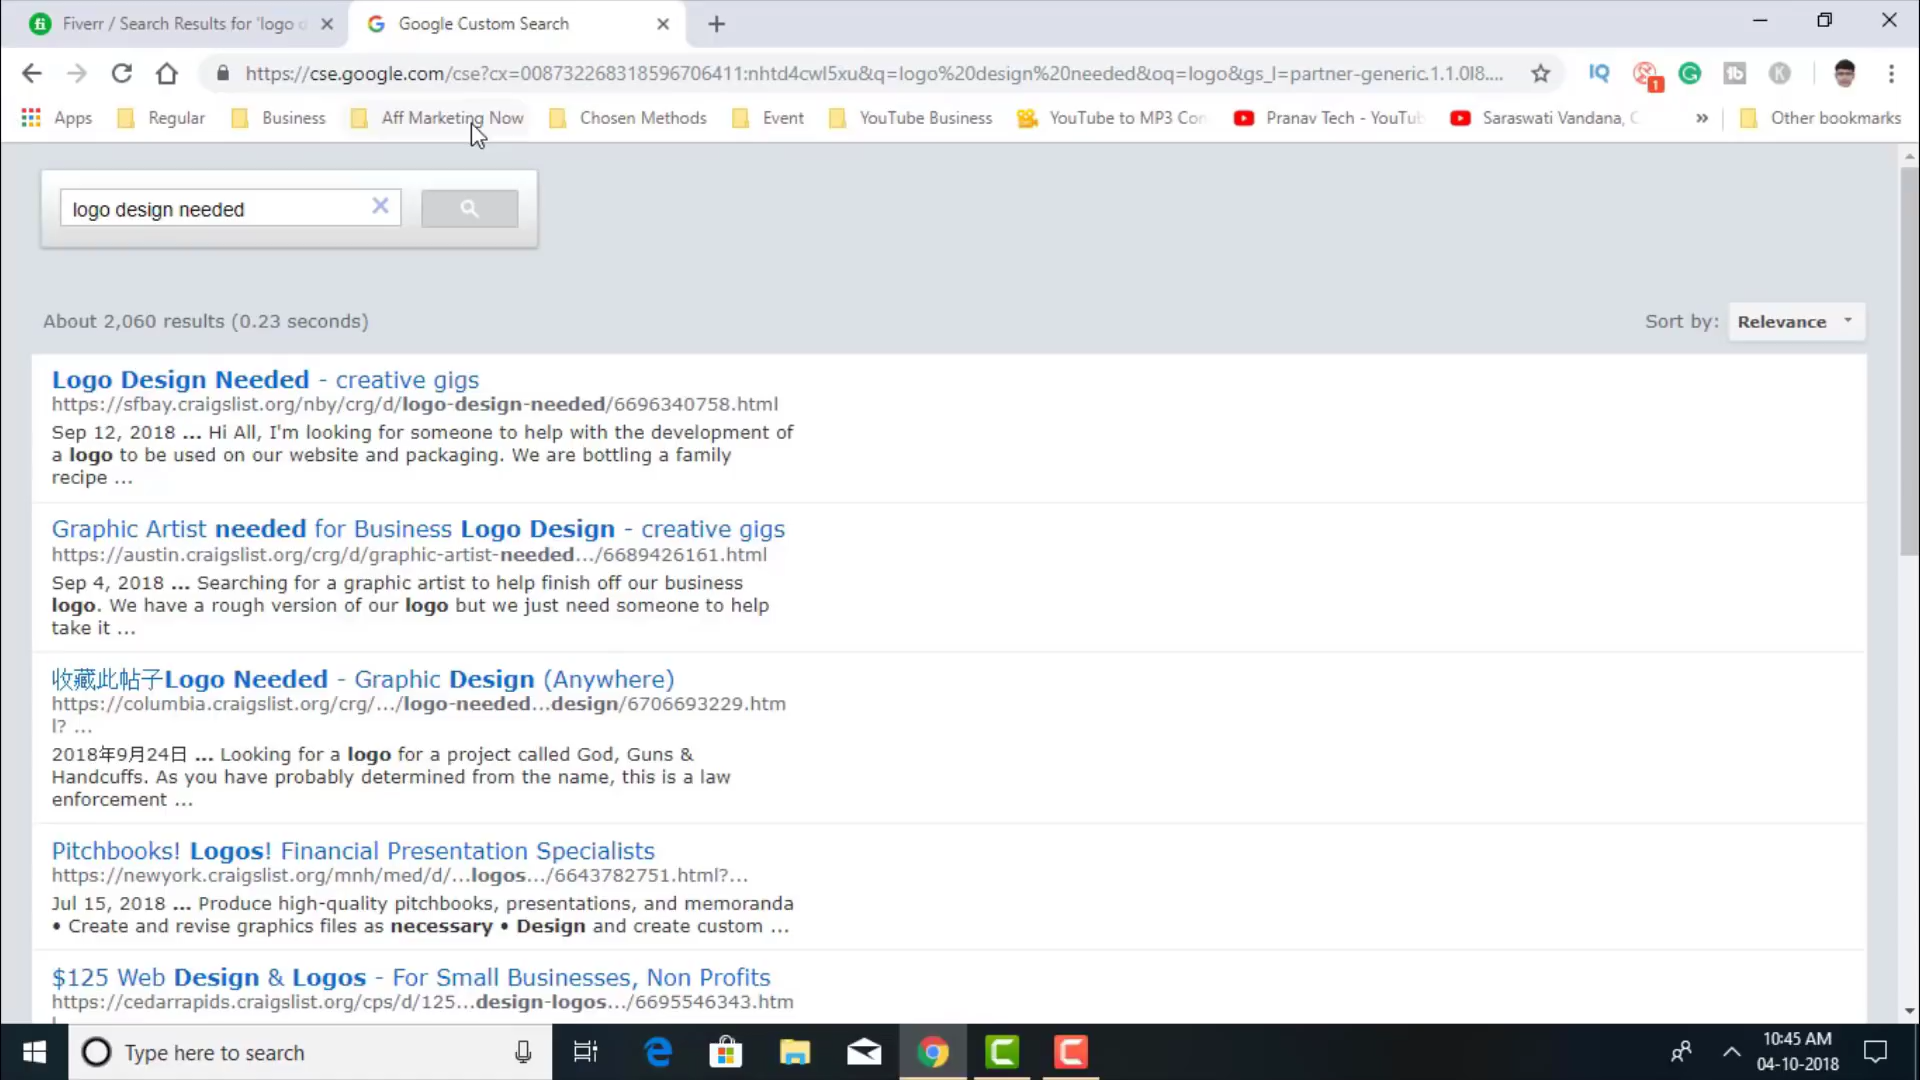 Fiverr / Search Results for 'logo d
Google Custom Search
https://cse.google.com/cse?cx=008732268318596706411:nhtd4cwl5xu&q=logo%20design%20needed&oq=logo&gs_l=partner-generic.1.1.0l8....
IQ
1
Apps
Regular
Business
Aff Marketing Now
Chosen Methods
Event
YouTube Business
YouTube to MP3 Con
Pranav Tech - YouTub
Saraswati Vandana, C
»
Other bookmarks
logo design needed
About 2,060 results (0.23 seconds)
Sort by:
Relevance
Logo Design Needed - creative gigs
https://sfbay.craigslist.org/nby/crg/d/logo-design-needed/6696340758.html
Sep 12, 2018 ... Hi All, I'm looking for someone to help with the development of
a logo to be used on our website and packaging. We are bottling a family
recipe ...
Graphic Artist needed for Business Logo Design - creative gigs
https://austin.craigslist.org/crg/d/graphic-artist-needed.../6689426161.html
Sep 4, 2018 ... Searching for a graphic artist to help finish off our business
logo. We have a rough version of our logo but we just need someone to help
take it ...
收藏此帖子Logo Needed - Graphic Design (Anywhere)
https://columbia.craigslist.org/crg/.../logo-needed...design/6706693229.htm
l? ...
2018年9月24日 ... Looking for a logo for a project called God, Guns &
Handcuffs. As you have probably determined from the name, this is a law
enforcement ...
Pitchbooks! Logos! Financial Presentation Specialists
https://newyork.craigslist.org/mnh/med/d/...logos.../6643782751.html?...
Jul 15, 2018 ... Produce high-quality pitchbooks, presentations, and memoranda
• Create and revise graphics files as necessary • Design and create custom ...
$125 Web Design & Logos - For Small Businesses, Non Profits
https://cedarrapids.craigslist.org/cps/d/125...design-logos.../6695546343.htm
Type here to search
10:45 AM
04-10-2018